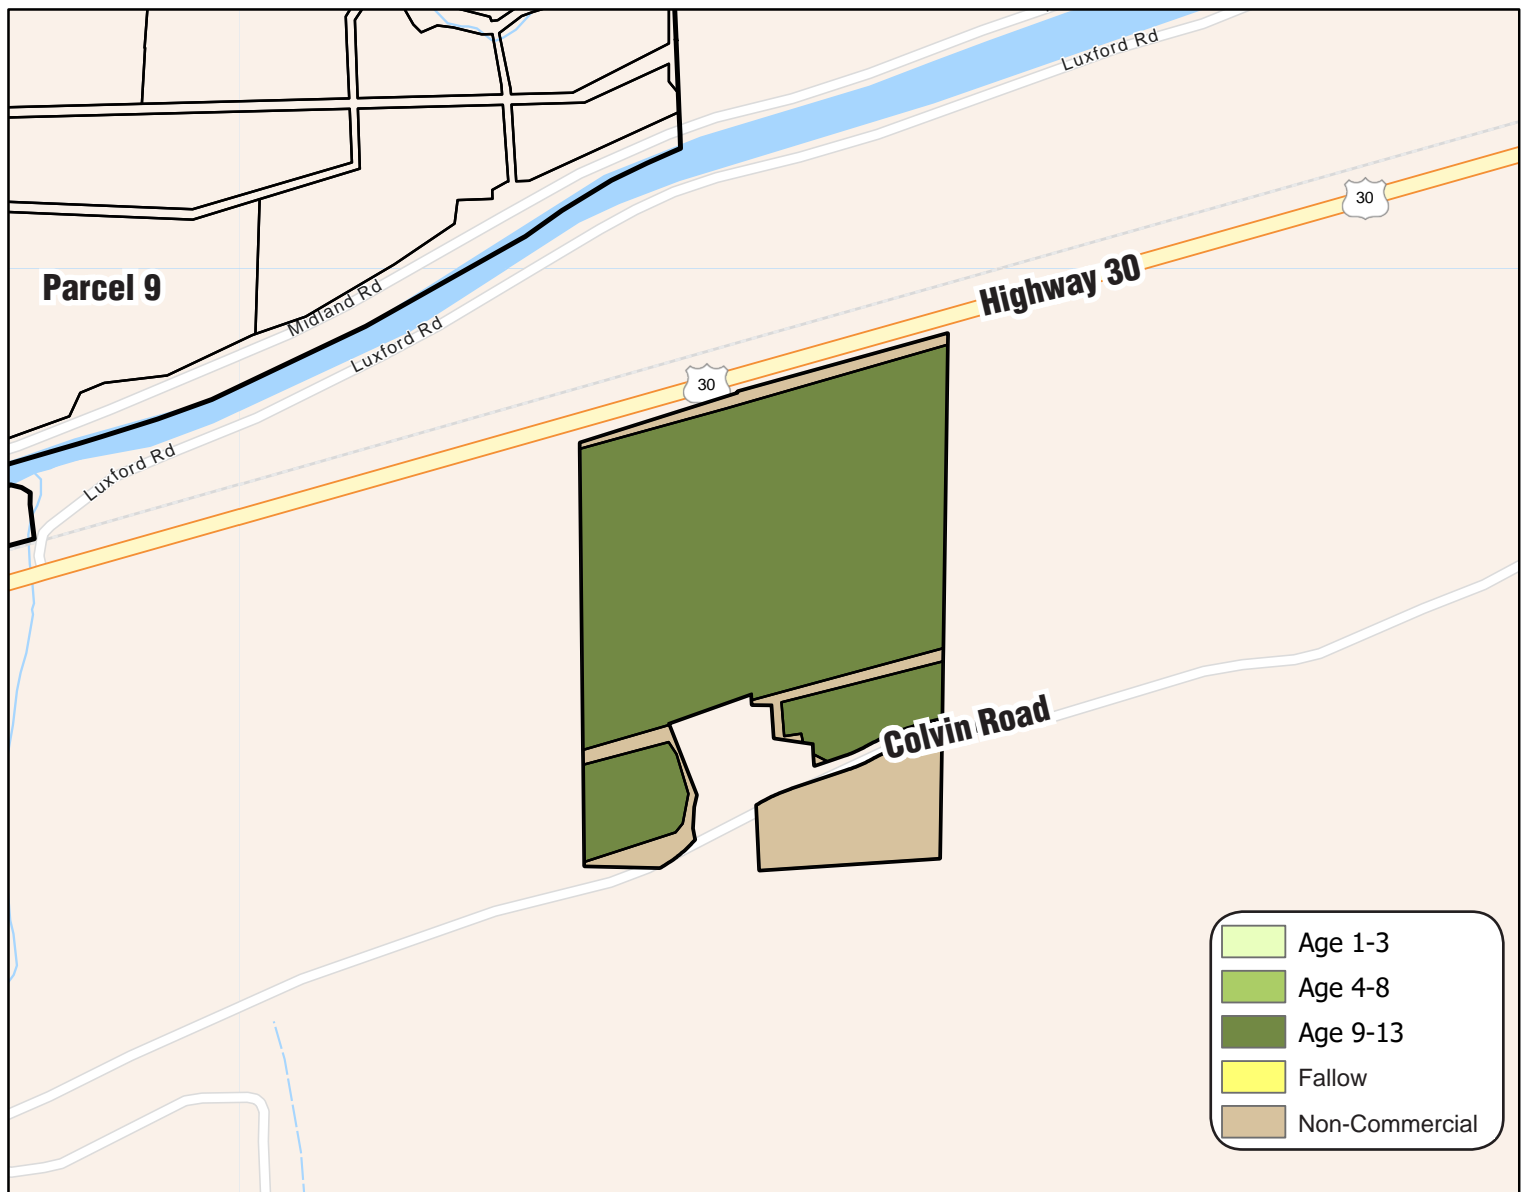 Luxford Rd
30
Highway 30
Parcel 9
Midland Rd
Luxford Rd
30
Luxford Rd
Colvin Road
Age 1-3
Age 4-8
Age 9-13
Fallow
Non-Commercial